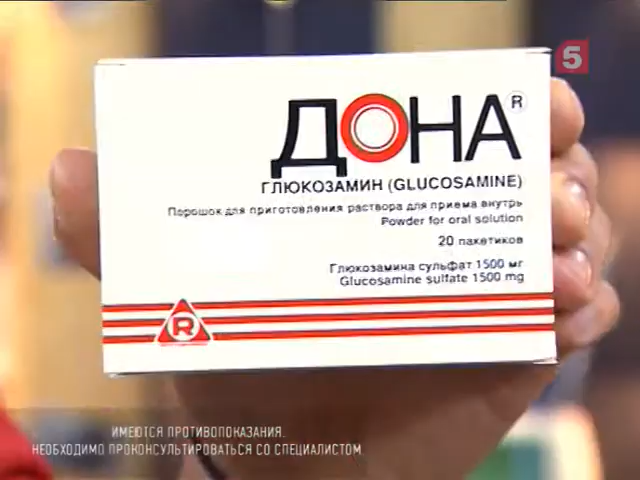 5
ДОНА®
ГЛЮКОЗАМИН (GLUCOSAMINE)
Порошок для приготовления раствора для приема внутрь
Powder for oral solution
20 пакетиков
Глюкозамина сульфат 1500 мг
Glucosamine sulfate 1500 mg
R
ИМЕЮТСЯ ПРОТИВОПОКАЗАНИЯ.
НЕОБХОДИМО ПРОКОНСУЛЬТИРОВАТЬСЯ СО СПЕЦИАЛИСТОМ